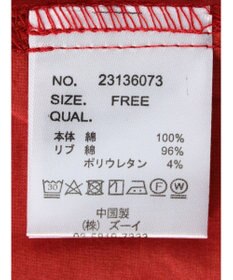 NO. 23136073
SIZE. FREE
QUAL.
本体 綿 100%
リブ 綿 96%
ポリウレタン 4%
中国製
(株) ズーイ